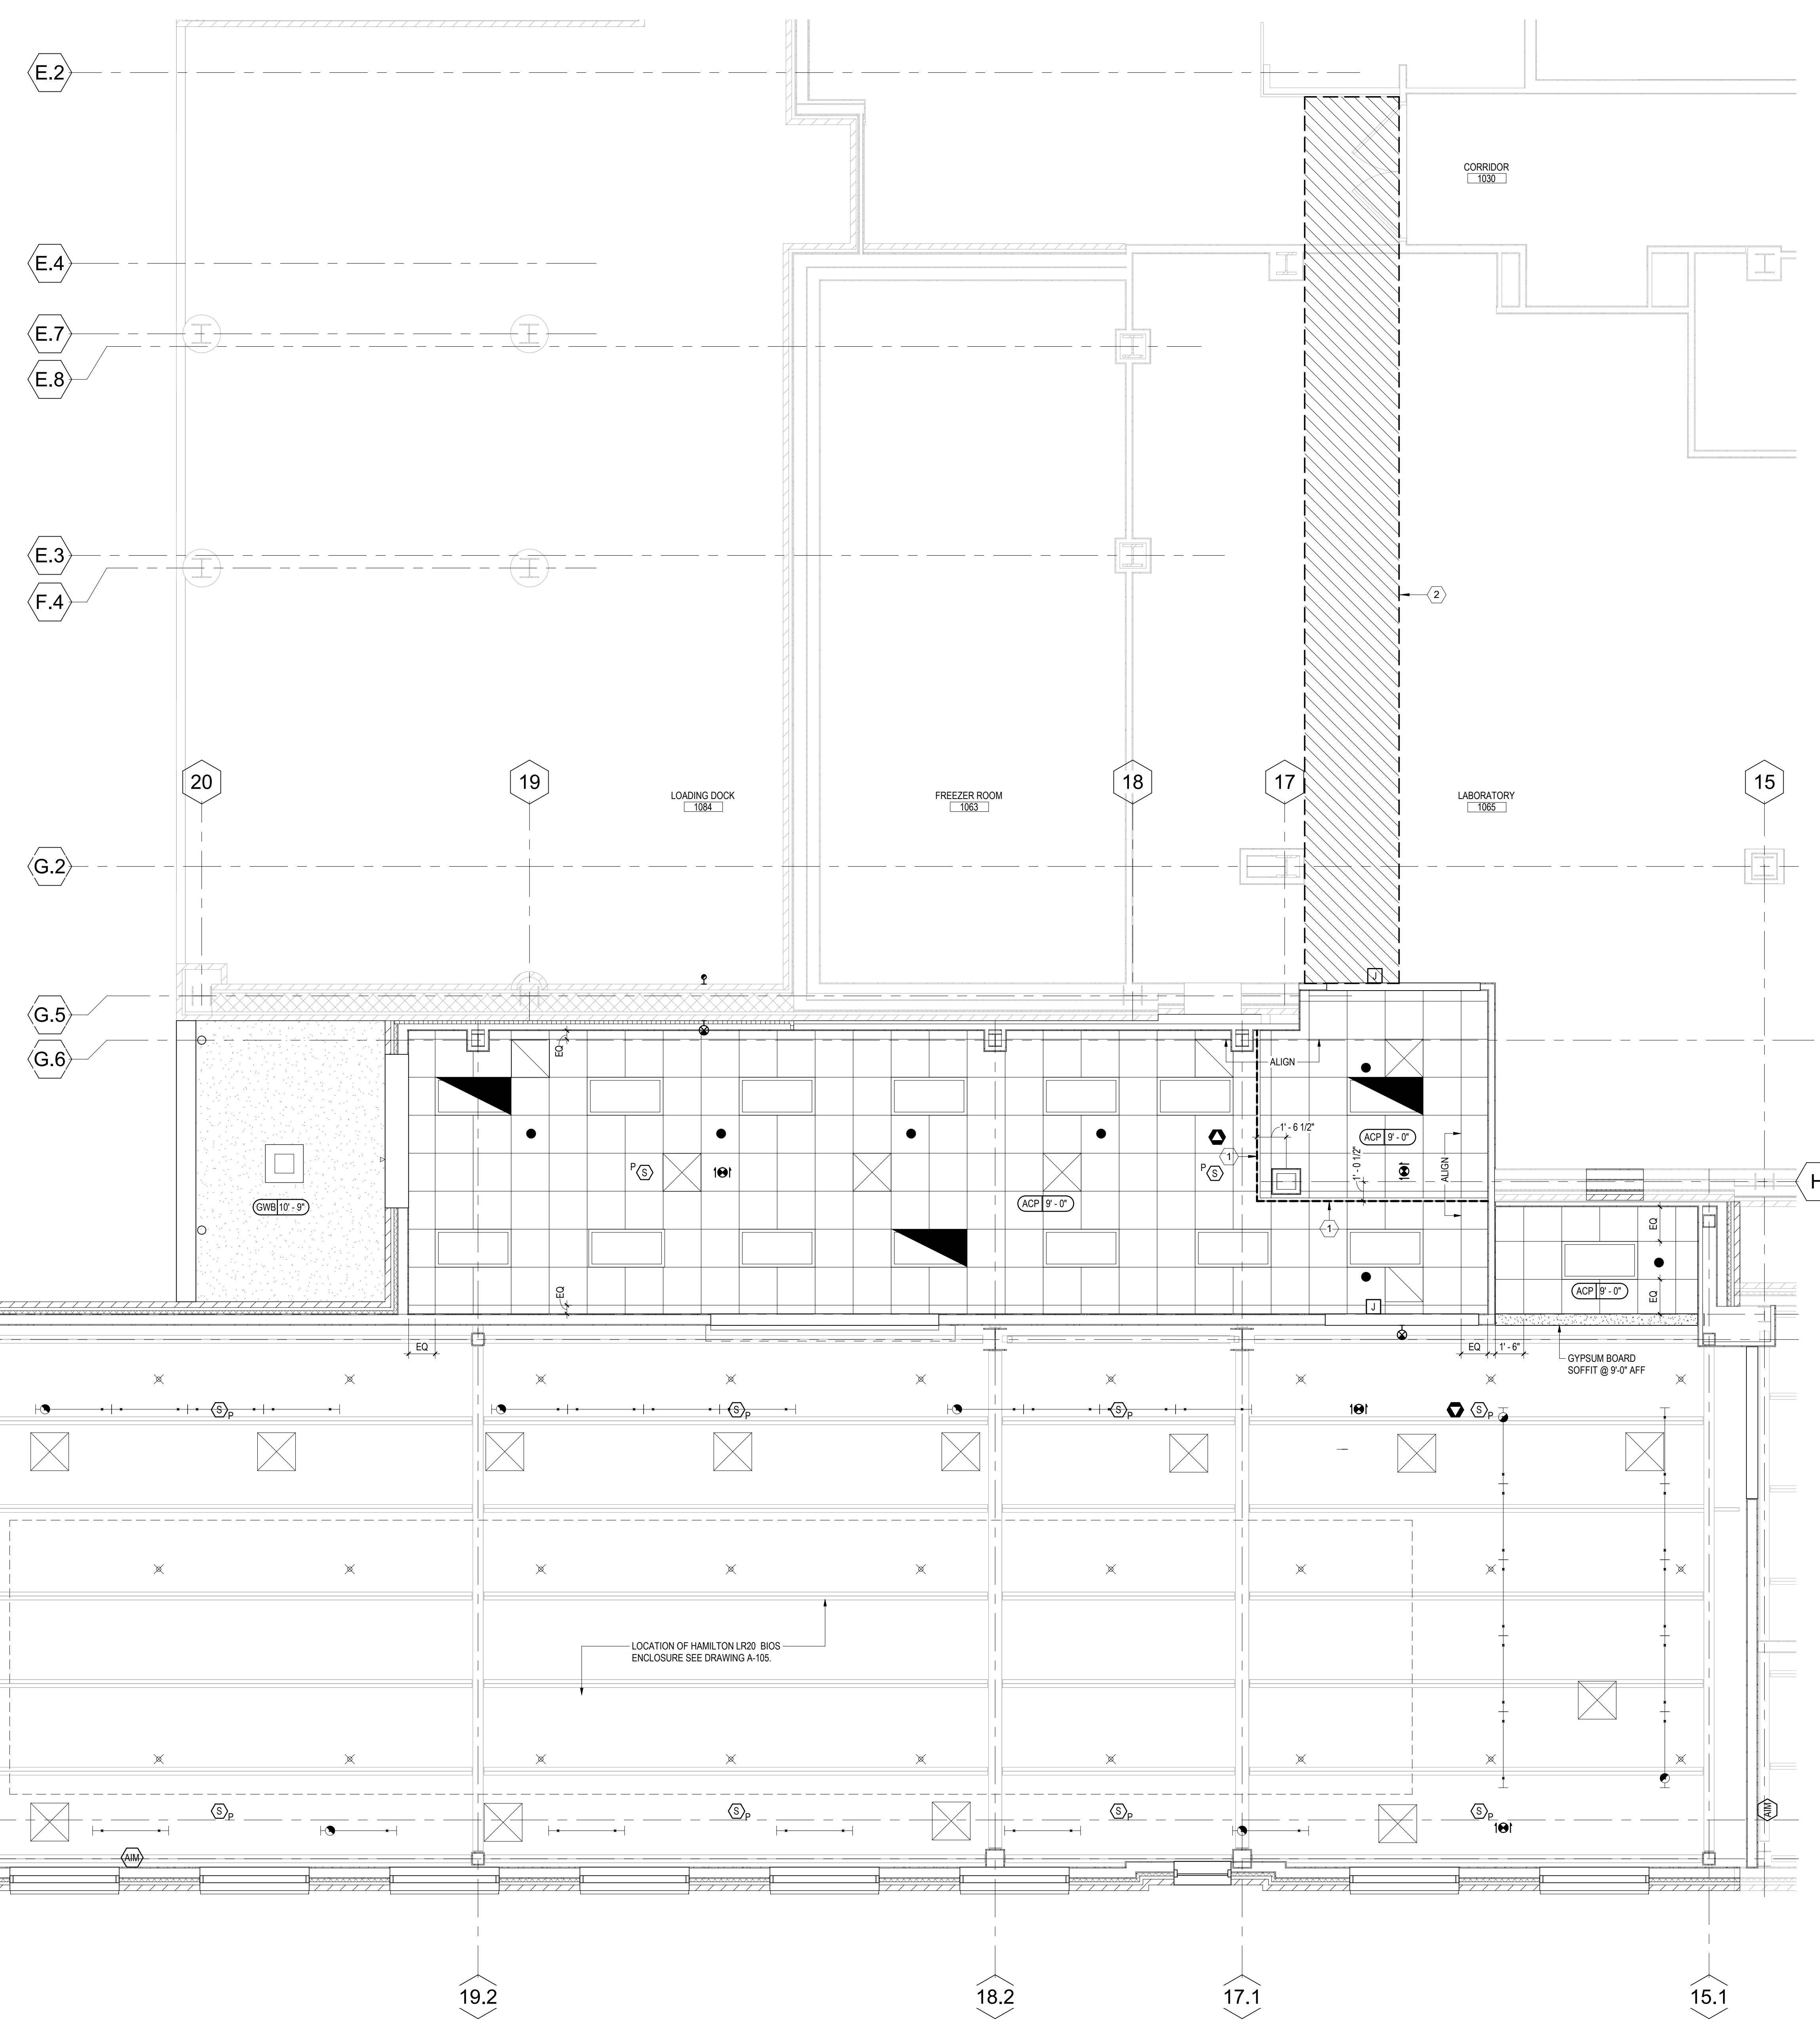 E.2
CORRIDOR
1030
E.4
E.7
E.8
E.3
F.4
2
20
19
18
17
15
LOADING DOCK
1084
FREEZER ROOM
1063
LABORATORY
1065
G.2
J
G.5
G.6
EQ
ALIGN
1' - 6 1/2"
ACP 9' - 0"
1
1' - 0 1/2"
ALIGN
P S
P S
H
GWB 10' - 9"
ACP 9' - 0"
1
EQ
ACP 9' - 0"
EQ
EQ
J
EQ
EQ
1' - 6"
GYPSUM BOARD
SOFFIT @ 9'-0" AFF
S P
S P
S P
S P
LOCATION OF HAMILTON LR20 BIOS
ENCLOSURE SEE DRAWING A-105.
S P
S P
S P
S P
AIM
AIM
19.2
18.2
17.1
15.1